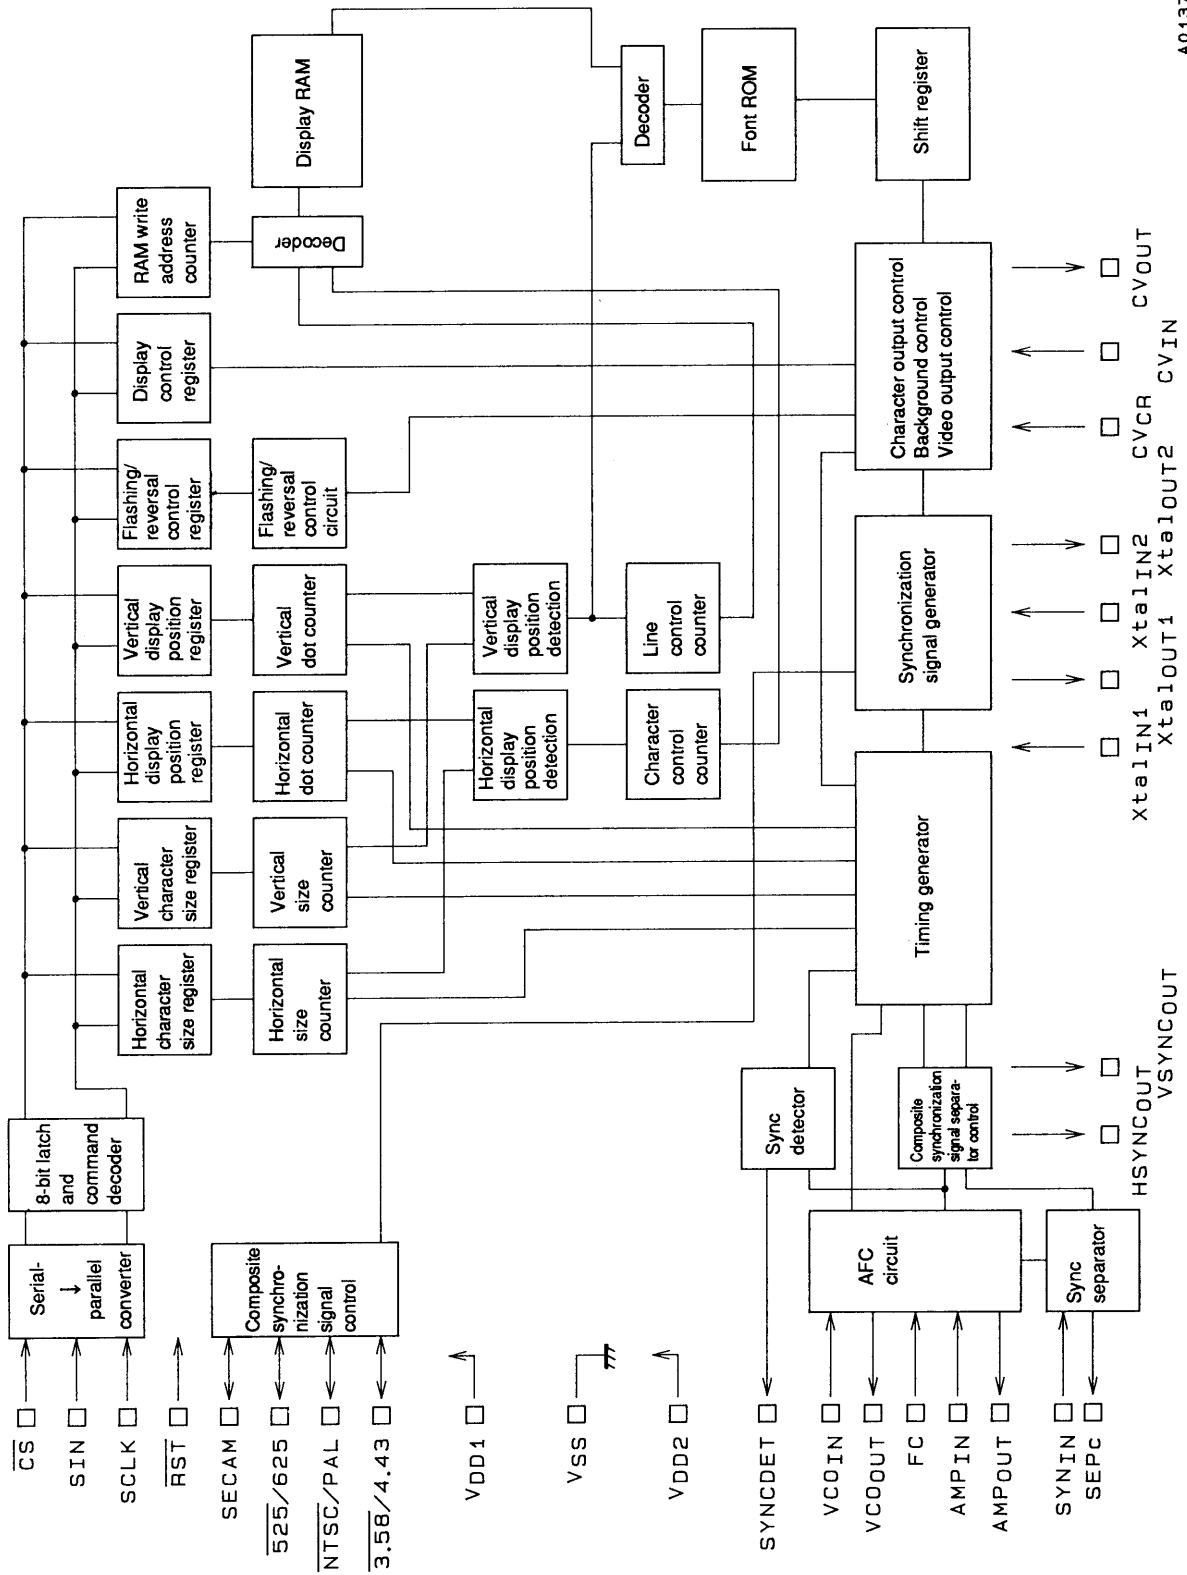 CS
SIN
SCLK
RST
SECAM
525/625
NTSC/PAL
3.58/4.43
VDD1
VSS
VDD2
SYNCDET
VCOIN
VCOOUT
FC
AMPIN
AMPOUT
SYNIN
SEPC
Serial-
→
parallel
converter
8-bit latch
and
command
decoder
Composite
synchro-
nization
signal
control
Horizontal
character
size register
Vertical
character
size register
Horizontal
display
position
register
Vertical
display
position
register
Flashing/
reversal
control
register
Display
control
register
RAM write
address
counter
Horizontal
size
counter
Vertical
size
counter
Horizontal
dot counter
Vertical
dot counter
Flashing/
reversal
control
circuit
Decoder
Display RAM
Horizontal
display
position
detection
Vertical
display
position
detection
Character
control
counter
Line
control
counter
Decoder
Font ROM
Shift register
Sync
detector
AFC
circuit
Sync
separator
Composite
synchronization
signal separa-
tor control
Timing generator
Synchronization
signal generator
Character output control
Background control
Video output control
HSYNCOUT
VSYNCOUT
XtalIN1
XtalOUT1
XtalIN2
XtalOUT2
CVCR
CVIN
CVOUT